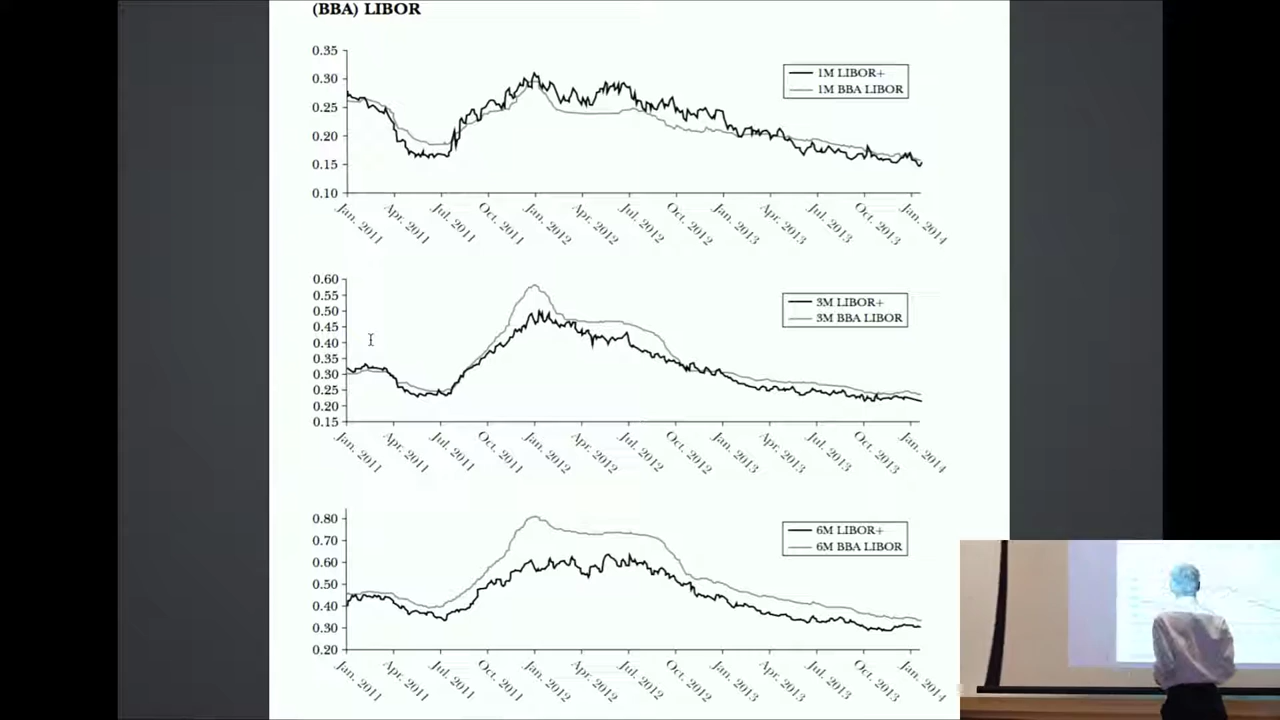 (BBA) LIBOR
0.35
0.30
0.25
0.20
0.15
0.10
1M LIBOR+
1M BBA LIBOR
Jan. 2011
Apr. 2011
Jul. 2011
Oct. 2011
Jan. 2012
Apr. 2012
Jul. 2012
Oct. 2012
Jan. 2013
Apr. 2013
Jul. 2013
Oct. 2013
Jan. 2014
0.60
0.55
0.50
0.45
0.40
0.35
0.30
0.25
0.20
0.15
3M LIBOR+
3M BBA LIBOR
Jan. 2011
Apr. 2011
Jul. 2011
Oct. 2011
Jan. 2012
Apr. 2012
Jul. 2012
Oct. 2012
Jan. 2013
Apr. 2013
Jul. 2013
Oct. 2013
Jan. 2014
0.80
0.70
0.60
0.50
0.40
0.30
0.20
6M LIBOR+
6M BBA LIBOR
Jan. 2011
Apr. 2011
Jul. 2011
Oct. 2011
Jan. 2012
Apr. 2012
Jul. 2012
Oct. 2012
Jan. 2013
Apr. 2013
Jul. 2013
Oct. 2013
Jan. 2014